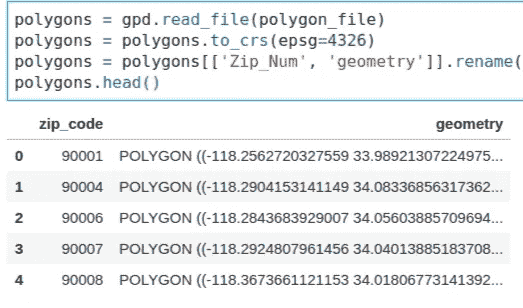 polygons = gpd.read_file(polygon_file)
polygons = polygons.to_crs(epsg=4326)
polygons = polygons[['Zip_Num', 'geometry']].rename(
polygons.head()
zip_code geometry
0 90001 POLYGON ((-118.2562720327559 33.98921307224975...
1 90004 POLYGON ((-118.2904153141149 34.08336856317362...
2 90006 POLYGON ((-118.2843683929007 34.05603885709694...
3 90007 POLYGON ((-118.2924807961456 34.04013885183708...
4 90008 POLYGON ((-118.3673661121153 34.01806773141392...